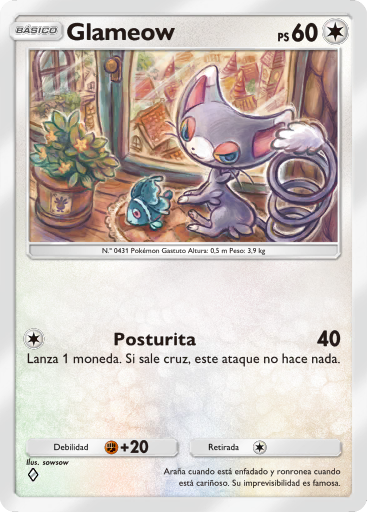 BÁSICO Glameow PS 60
N.º 0431 Pokémon Gastuto Altura: 0,5 m Peso: 3,9 kg
Posturita 40
Lanza 1 moneda. Si sale cruz, este ataque no hace nada.
Debilidad +20 Retirada
Ilus. sowsow
Araña cuando está enfadado y ronronea cuando
está cariñoso. Su imprevisibilidad es famosa.